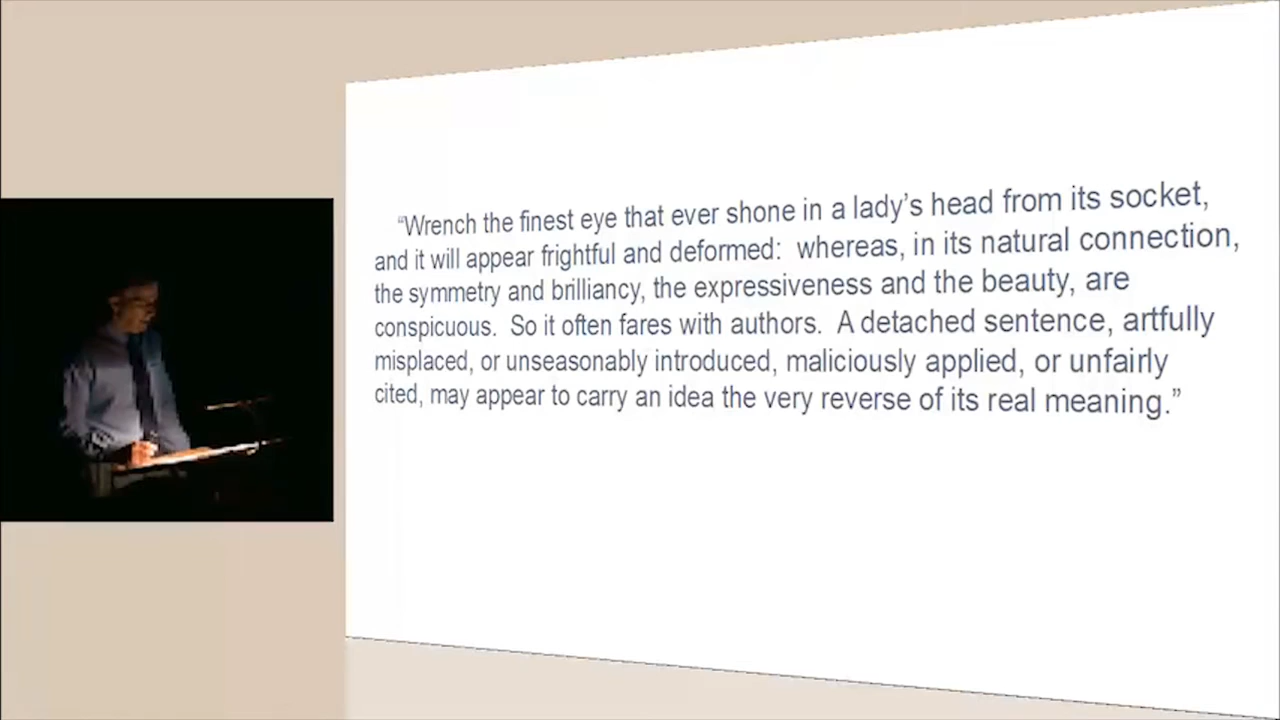 “Wrench the finest eye that ever shone in a lady’s head from its socket,
and it will appear frightful and deformed: whereas, in its natural connection,
the symmetry and brilliancy, the expressiveness and the beauty, are
conspicuous. So it often fares with authors. A detached sentence, artfully
misplaced, or unseasonably introduced, maliciously applied, or unfairly
cited, may appear to carry an idea the very reverse of its real meaning.”